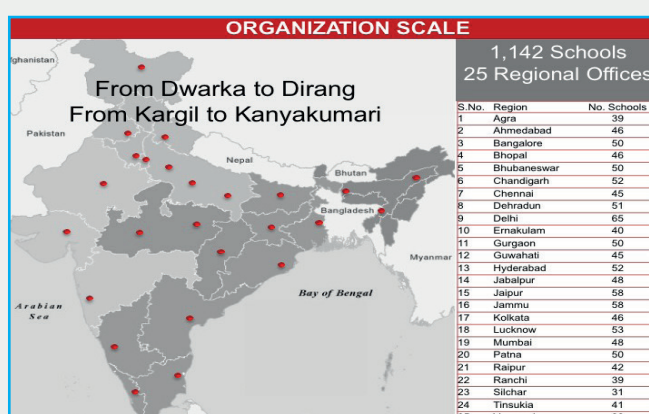 ORGANIZATION SCALE
1,142 Schools
25 Regional Offices
From Dwarka to Dirang
From Kargil to Kanyakumari
fghanistan
Pakistan
Nepal
Bhutan
Bangladesh
Myanmar
Arabian
Sea
Bay of Bengal
S.No. Region No. Schools
1 Agra 39
2 Ahmedabad 46
3 Bangalore 50
4 Bhopal 46
5 Bhubaneswar 50
6 Chandigarh 52
7 Chennai 45
8 Dehradun 51
9 Delhi 65
10 Ernakulam 40
11 Gurgaon 50
12 Guwahati 45
13 Hyderabad 52
14 Jabalpur 48
15 Jaipur 58
16 Jammu 58
17 Kolkata 46
18 Lucknow 53
19 Mumbai 48
20 Patna 50
21 Raipur 42
22 Ranchi 39
23 Silchar 31
24 Tinsukia 41